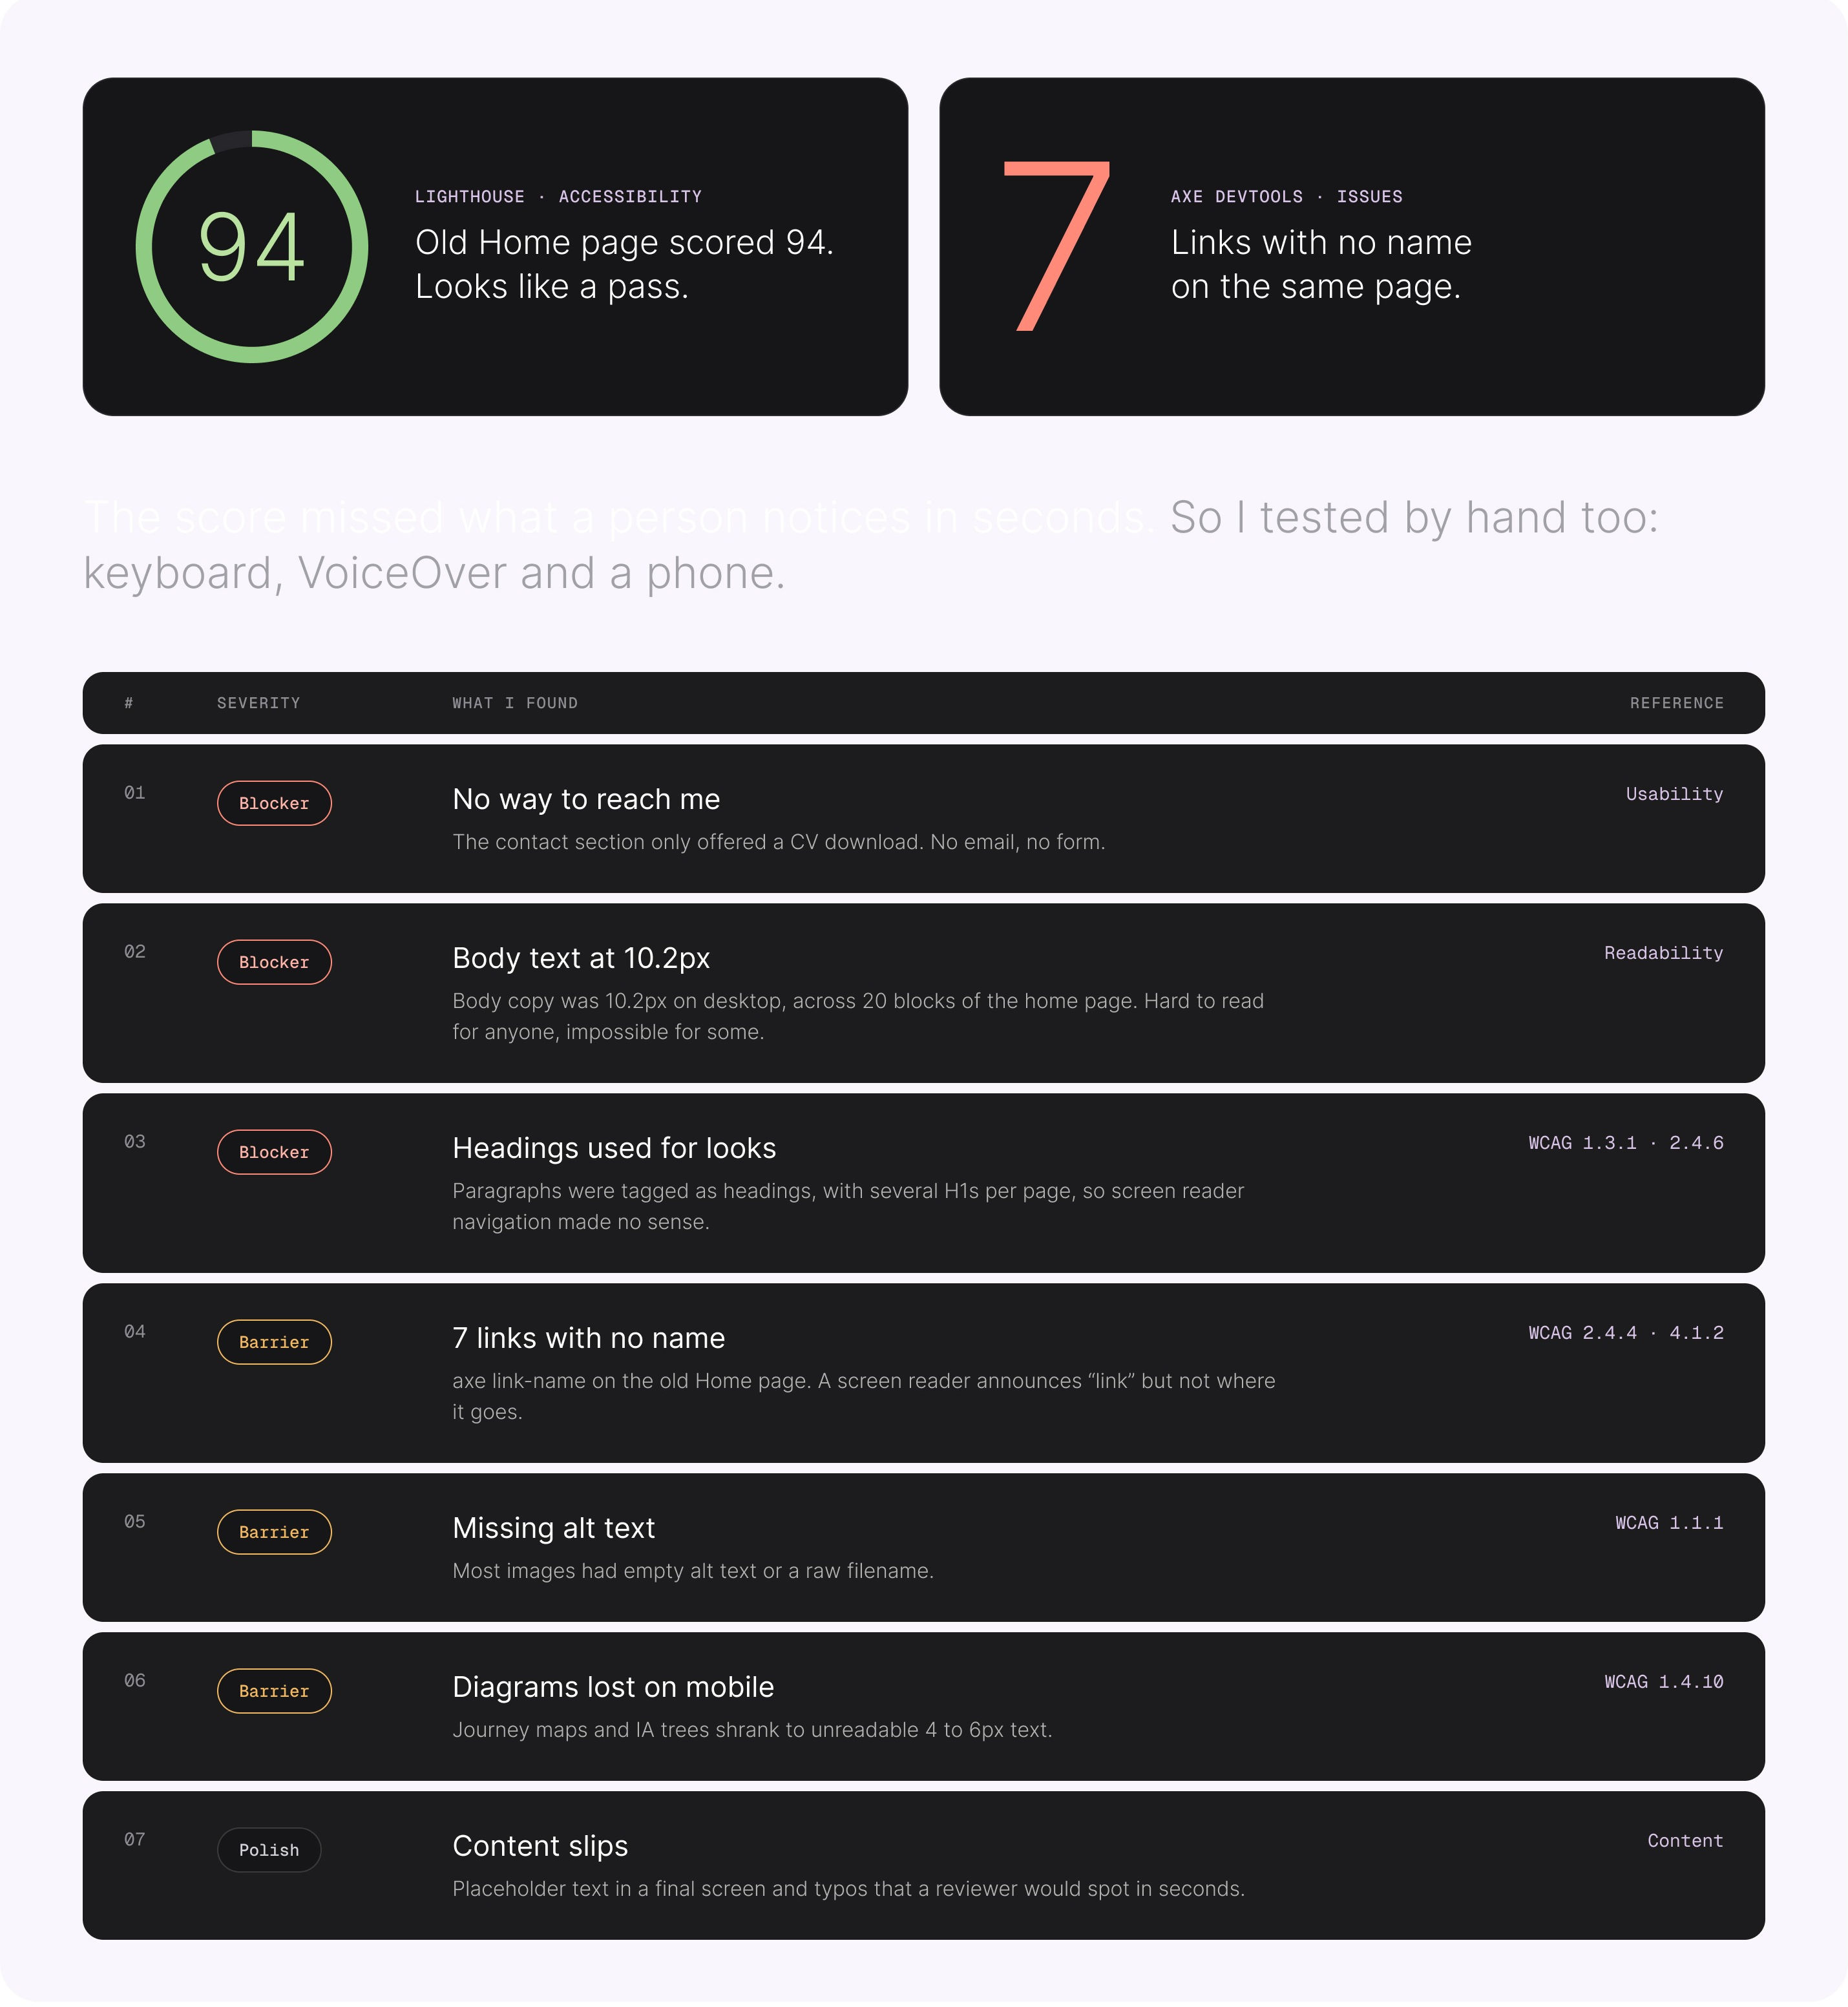 94
LIGHTHOUSE · ACCESSIBILITY
Old Home page scored 94.
Looks like a pass.
7
AXE DEVTOOLS · ISSUES
Links with no name
on the same page.
The score missed what a person notices in seconds. So I tested by hand too:
keyboard, VoiceOver and a phone.
# SEVERITY WHAT I FOUND REFERENCE
01 Blocker No way to reach me Usability
The contact section only offered a CV download. No email, no form.
02 Blocker Body text at 10.2px Readability
Body copy was 10.2px on desktop, across 20 blocks of the home page. Hard to read
for anyone, impossible for some.
03 Blocker Headings used for looks WCAG 1.3.1 · 2.4.6
Paragraphs were tagged as headings, with several H1s per page, so screen reader
navigation made no sense.
04 Barrier 7 links with no name WCAG 2.4.4 · 4.1.2
axe link-name on the old Home page. A screen reader announces “link” but not where
it goes.
05 Barrier Missing alt text WCAG 1.1.1
Most images had empty alt text or a raw filename.
06 Barrier Diagrams lost on mobile WCAG 1.4.10
Journey maps and IA trees shrank to unreadable 4 to 6px text.
07 Polish Content slips Content
Placeholder text in a final screen and typos that a reviewer would spot in seconds.